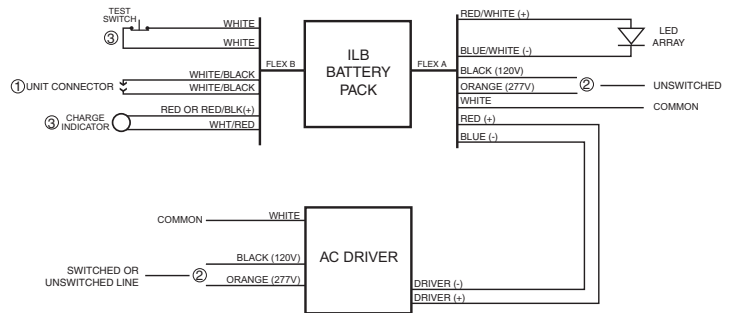 TEST
SWITCH
③
WHITE
WHITE
① UNIT CONNECTOR
WHITE/BLACK
WHITE/BLACK
③ CHARGE
INDICATOR
RED OR RED/BLK(+)
WHT/RED
FLEX B
ILB
BATTERY
PACK
FLEX A
RED/WHITE (+)
BLUE/WHITE (-)
LED
ARRAY
BLACK (120V)
ORANGE (277V)
② UNSWITCHED
WHITE
COMMON
RED (+)
BLUE (-)
COMMON
WHITE
SWITCHED OR
UNSWITCHED LINE
②
BLACK (120V)
ORANGE (277V)
AC DRIVER
DRIVER (-)
DRIVER (+)